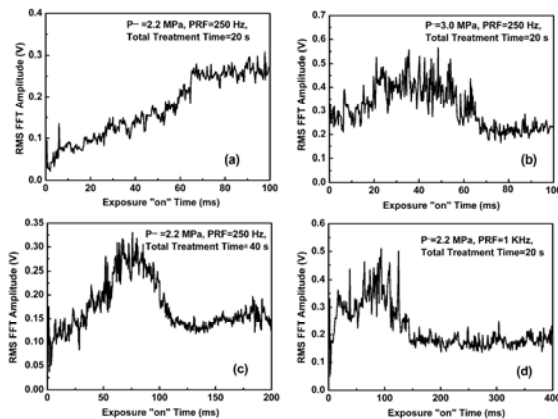 P⁻=2.2 MPa, PRF=250 Hz,
Total Treatment Time=20 s
RMS FFT Amplitude (V)
0.4
0.3
0.2
0.1
0.0
(a)
0 20 40 60 80 100
Exposure "on" Time (ms)
P⁻=3.0 MPa, PRF=250 Hz,
Total Treatment Time=20 s
RMS FFT Amplitude (V)
0.7
0.6
0.5
0.4
0.3
0.2
0.1
0.0
(b)
0 20 40 60 80 100
Exposure "on" Time (ms)
P⁻=2.2 MPa, PRF=250 Hz,
Total Treatment Time=40 s
RMS FFT Amplitude (V)
0.35
0.30
0.25
0.20
0.15
0.10
0.05
0.00
(c)
0 50 100 150 200
Exposure "on" Time (ms)
P⁻=2.2 MPa, PRF=1 KHz,
Total Treatment Time=20 s
RMS FFT Amplitude (V)
0.6
0.5
0.4
0.3
0.2
0.1
0.0
(d)
0 100 200 300 400
Exposure "on" Time (ms)